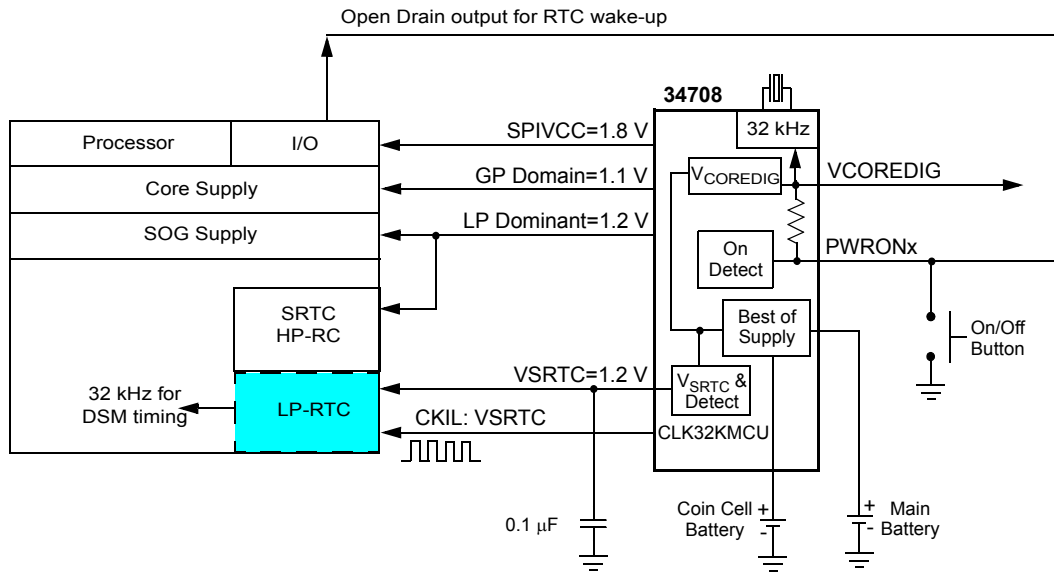 Open Drain output for RTC wake-up
34708
Processor
I/O
SPIVCC=1.8 V
32 kHz
Core Supply
GP Domain=1.1 V
VCOREDIG
VCOREDIG
SOG Supply
LP Dominant=1.2 V
On
Detect
PWRONx
SRTC
HP-RC
Best of
Supply
On/Off
Button
32 kHz for
DSM timing
LP-RTC
VSRTC=1.2 V
VSRTC &
Detect
CKIL: VSRTC
CLK32KMCU
0.1 μF
Coin Cell
Battery
+
-
+
-
Main
Battery